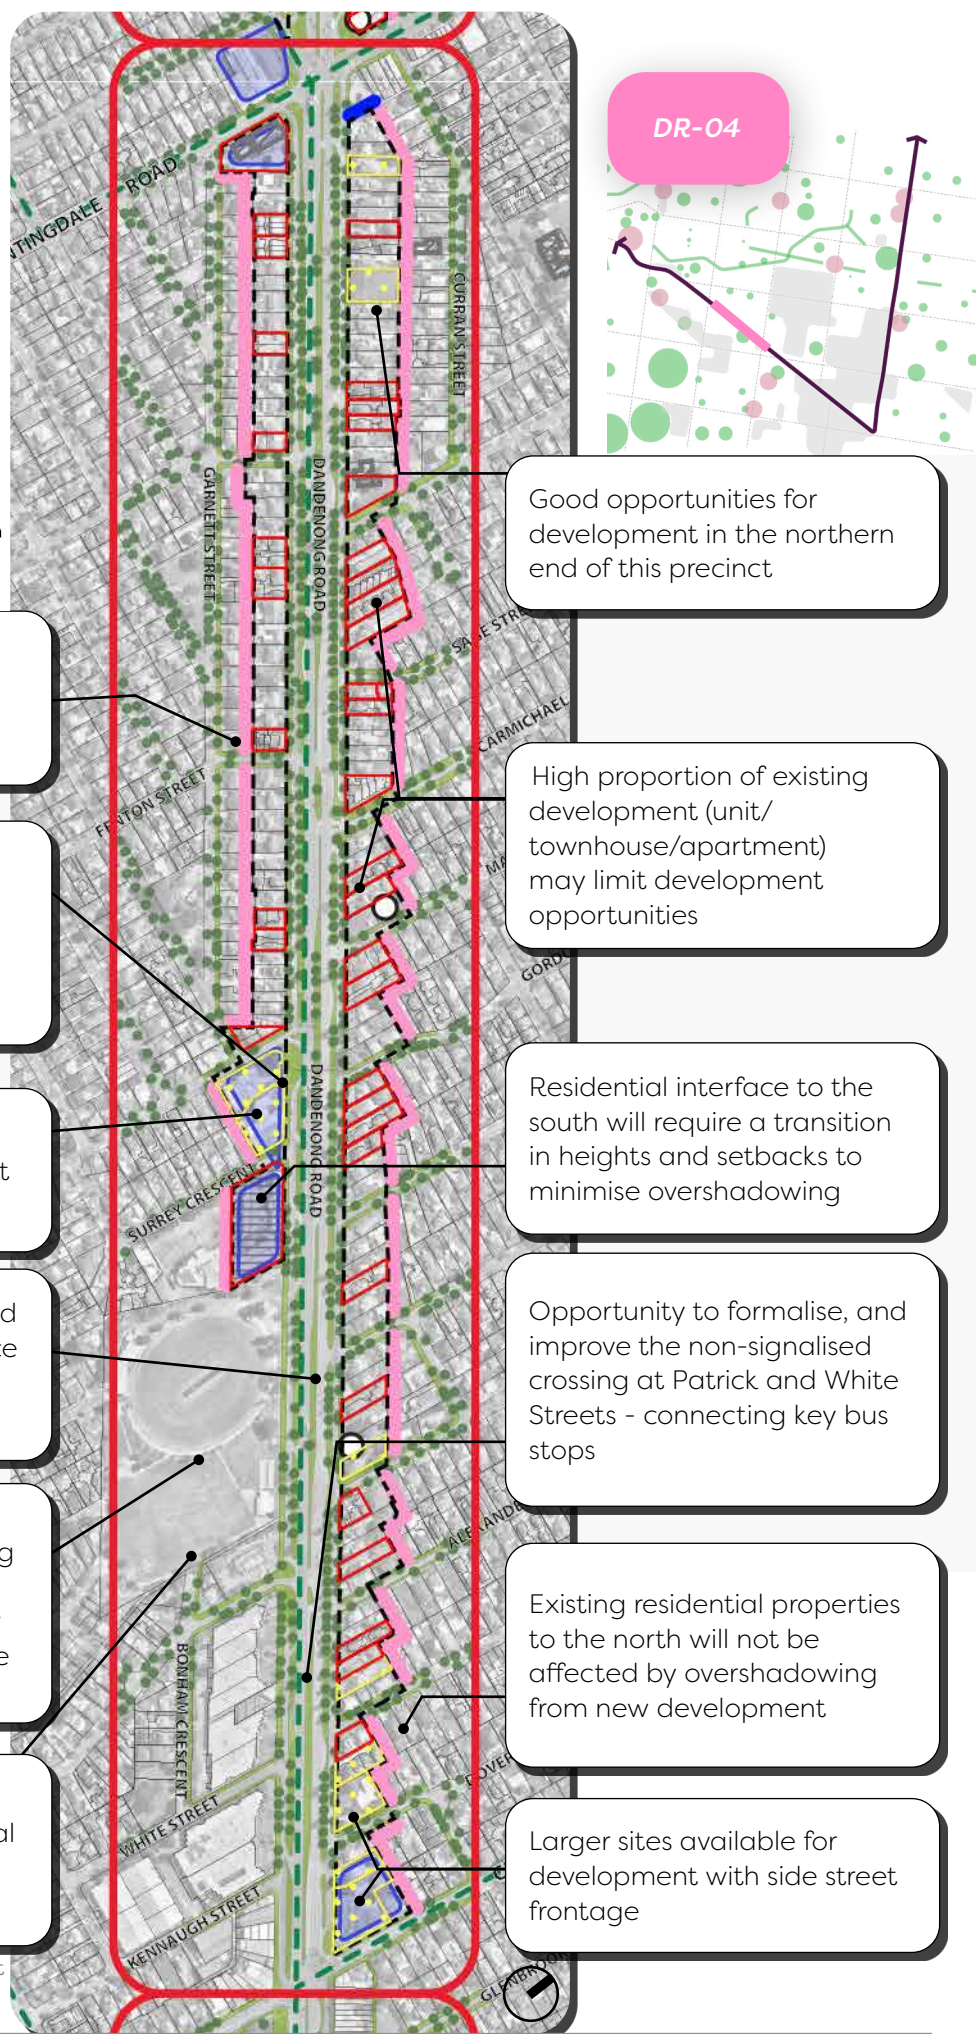 DR-04
ROAD
CURRAN STREET
GARNETT STREET
DANDENONG ROAD
Good opportunities for
development in the northern
end of this precinct
CARMICHAEL
FENTON STREET
High proportion of existing
development (unit/
townhouse/apartment)
may limit development
opportunities
DANDENONG ROAD
SURREY CRESCENT
Residential interface to the
south will require a transition
in heights and setbacks to
minimise overshadowing
Opportunity to formalise, and
improve the non-signalised
crossing at Patrick and White
Streets - connecting key bus
stops
BONHAM CRESCENT
Existing residential properties
to the north will not be
affected by overshadowing
from new development
WHITE STREET
KENNAUGH STREET
Larger sites available for
development with side street
frontage